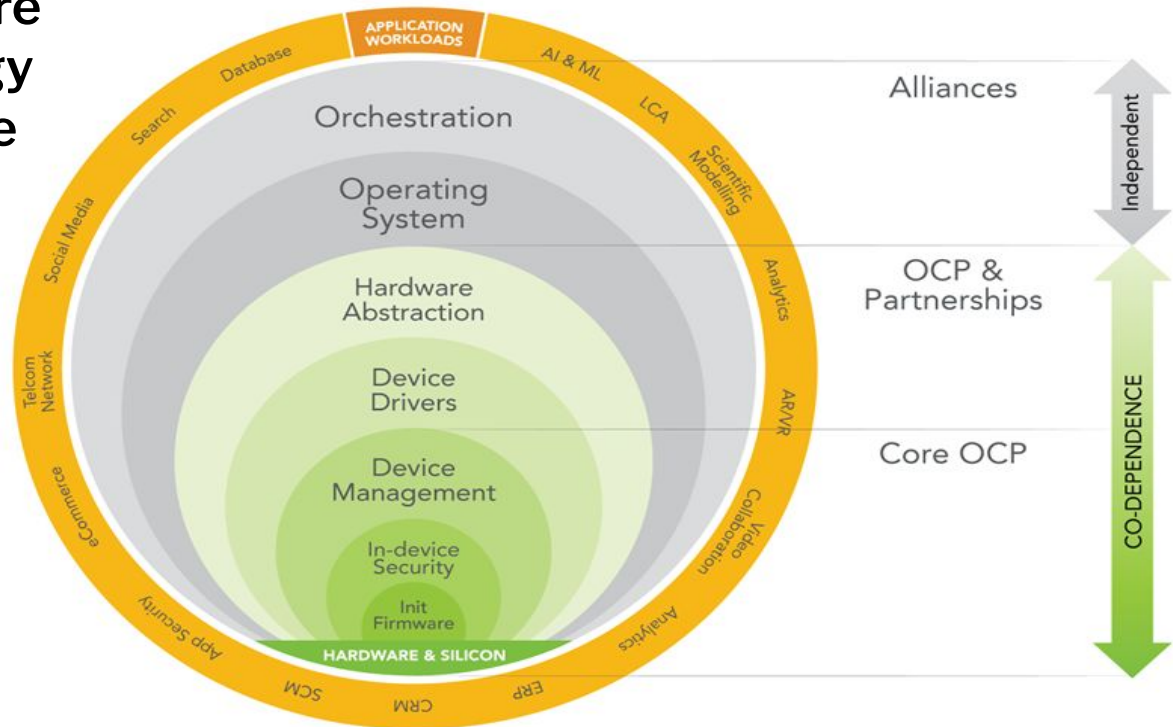 APPLICATION
WORKLOADS
AI & ML
LCA
Scientific
Modelling
Analytics
AR/VR
Video
Collaboration
Analytics
ERP
CRM
SCM
App Security
eCommerce
Telcom
Network
Social Media
Search
Database
Orchestration
Operating
System
Hardware
Abstraction
Device
Drivers
Device
Management
In-device
Security
Init
Firmware
HARDWARE & SILICON
Alliances
OCP &
Partnerships
Core OCP
Independent
CO-DEPENDENCE